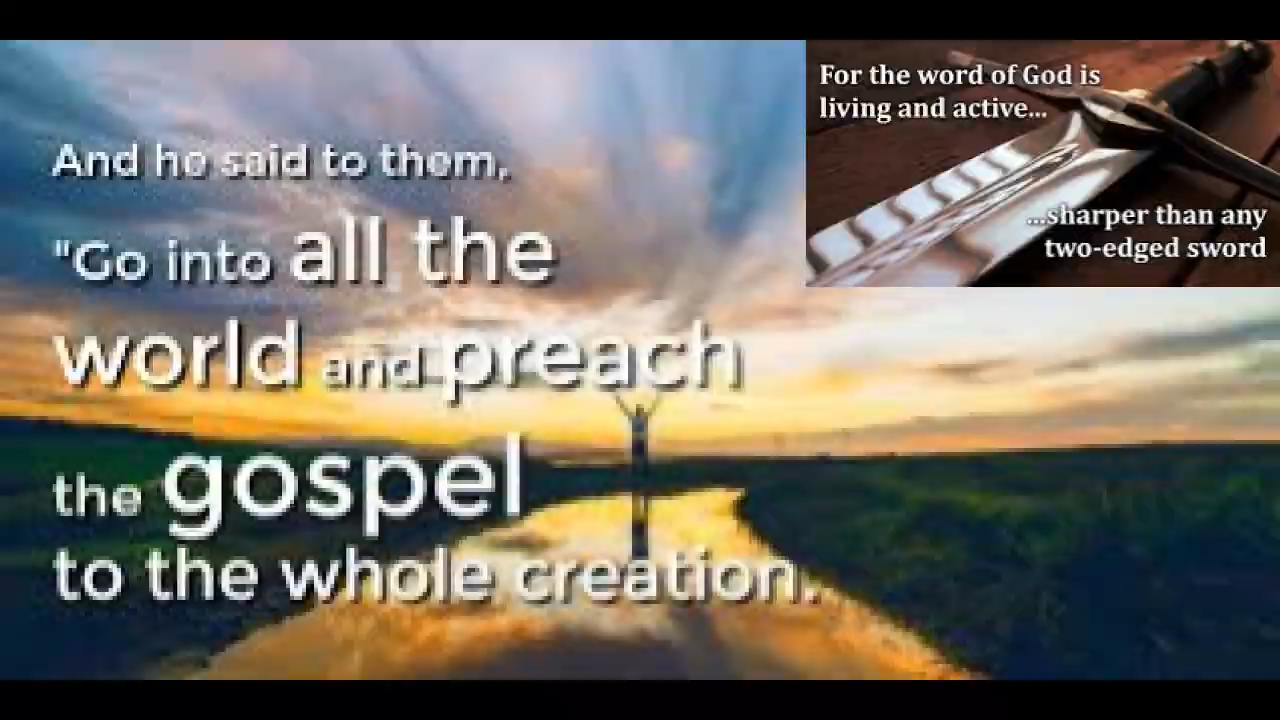 And he said to them,
"Go into all the
world and preach
the gospel
to the whole creation.
For the word of God is
living and active...
...sharper than any
two-edged sword